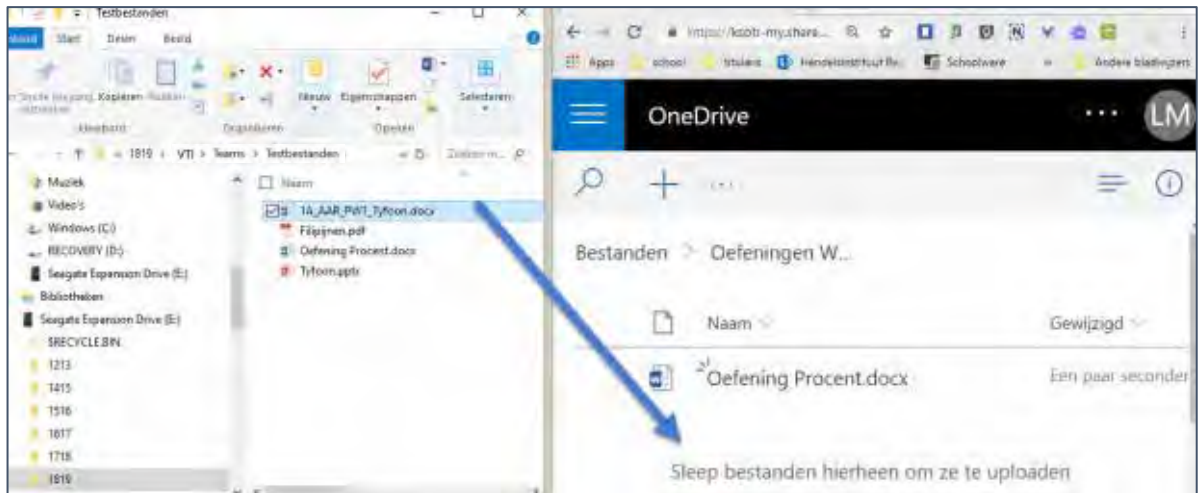 Testbestanden
Start Delen Beeld
Kopiëren
Nieuw Eigenschappen Selecteren
Openen
1819 > VTI > Teams > Testbestanden
Muziek
Video's
Windows (C:)
RECOVERY (D:)
Seagate Expansion Drive (E:)
Bibliotheken
Seagate Expansion Drive (E:)
$RECYCLE.BIN
1213
1415
1516
1617
1718
1819
Naam
1A_AAR_PW1_Tyfoon.docx
Filipijnen.pdf
Oefening Procent.docx
Tyfoon.pptx
Apps school titularis Schoolware Andere bladwijzers
OneDrive
LM
Bestanden > Oefeningen W...
Naam Gewijzigd
Oefening Procent.docx Een paar seconden
Sleep bestanden hierheen om ze te uploaden